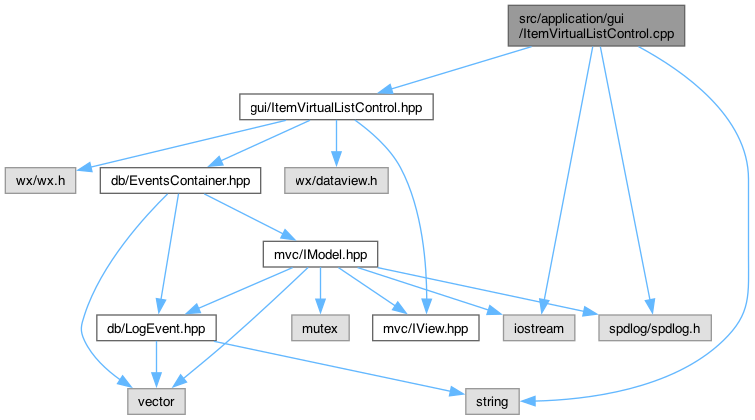 src/application/gui
/ItemVirtualListControl.cpp
gui/ItemVirtualListControl.hpp
wx/wx.h
db/EventsContainer.hpp
wx/dataview.h
mvc/IModel.hpp
db/LogEvent.hpp
mutex
mvc/IView.hpp
iostream
spdlog/spdlog.h
vector
string